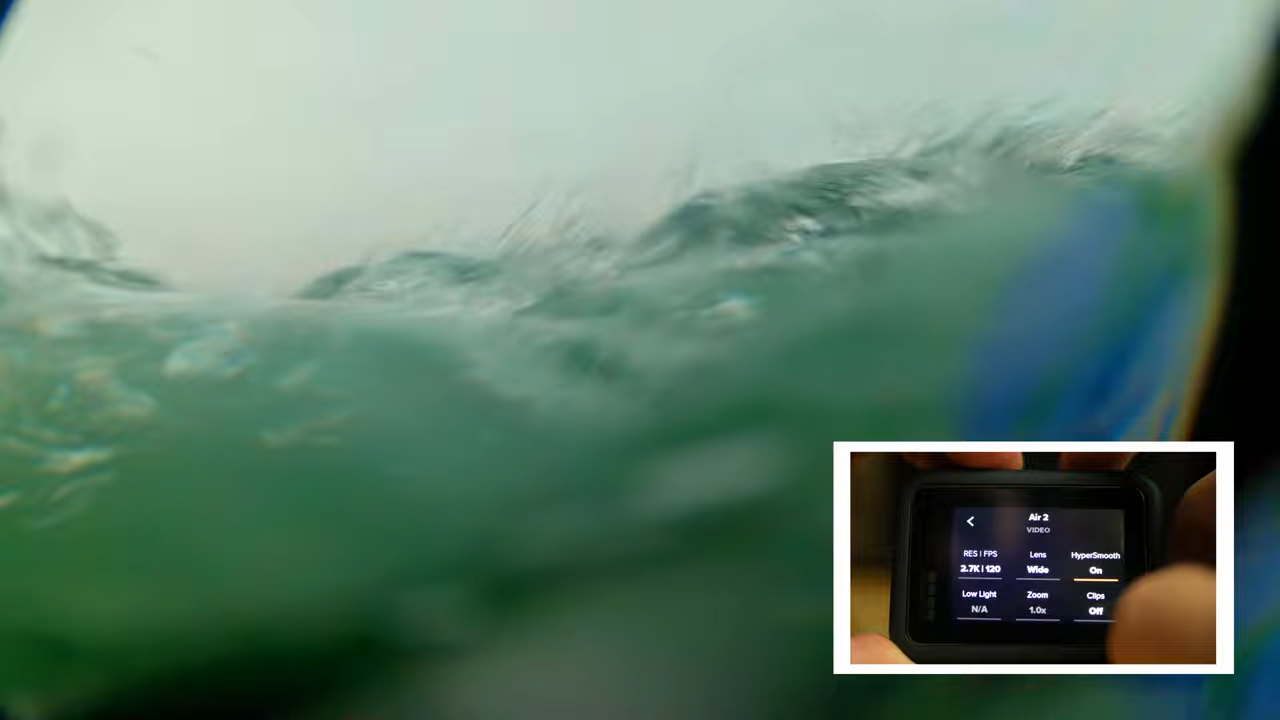 Air 2
VIDEO
RES | FPS Lens HyperSmooth
2.7K | 120 Wide On
Low Light Zoom Clips
N/A 1.0x Off